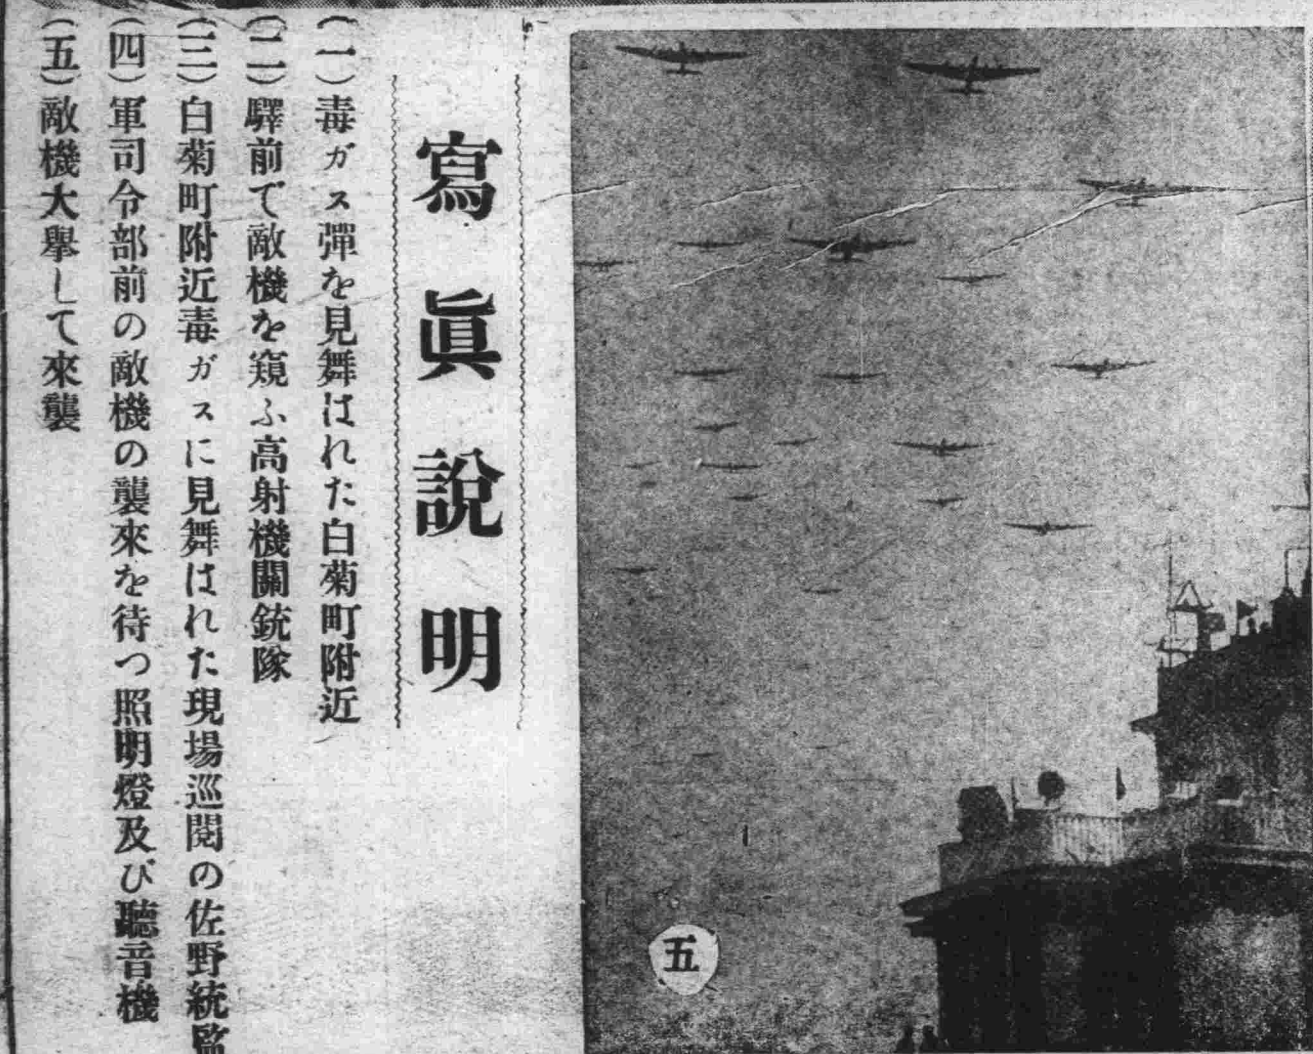 五
寫眞說明
(一)毒ガス彈を見舞はれた白菊町附近
(二)驛前で敵機を窺ふ高射機關銃隊
(三)白菊町附近毒ガスに見舞はれた現場巡閱の佐野統監
(四)軍司令部前の敵機の襲來を待つ照明燈及び聽音機
(五)敵機大擧して來襲